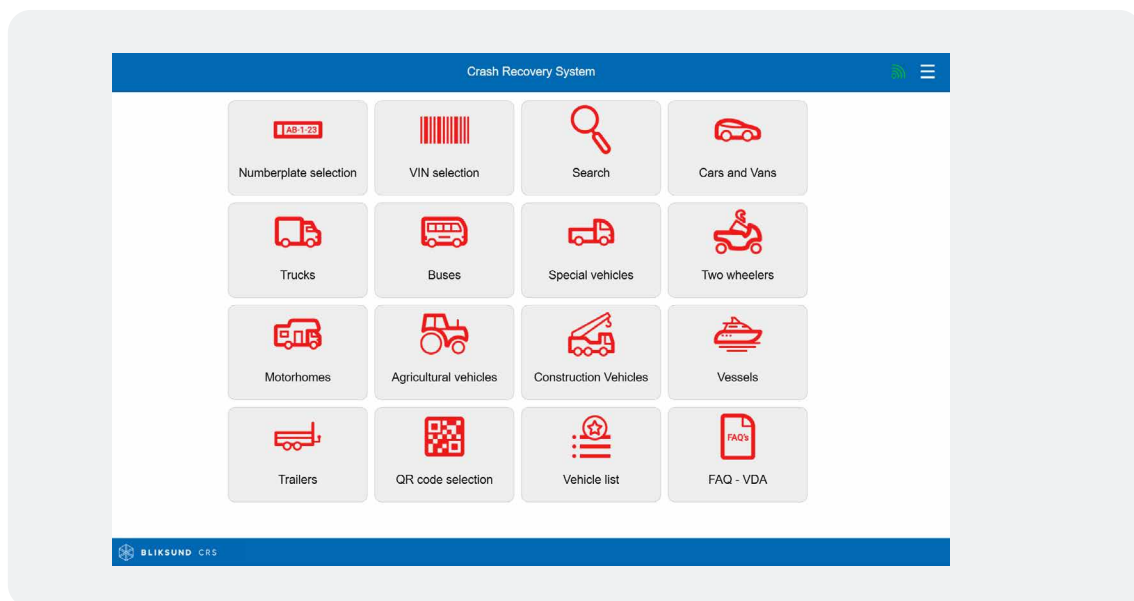 Crash Recovery System
AB-1-23
Numberplate selection
VIN selection
Search
Cars and Vans
Trucks
Buses
Special vehicles
Two wheelers
Motorhomes
Agricultural vehicles
Construction Vehicles
Vessels
FAQ's
Trailers
QR code selection
Vehicle list
FAQ - VDA
BLIKSUND CRS